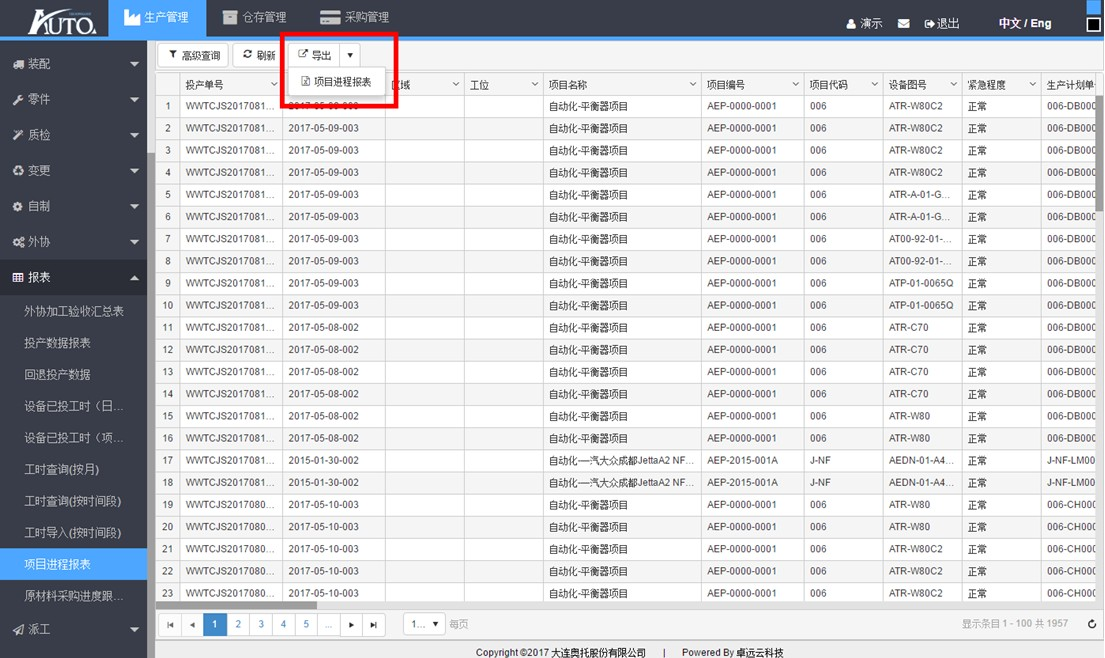 AUTO.
生产管理 仓存管理 采购管理 演示 退出 中文 / Eng
高级查询 刷新 导出
项目进程报表
装配
零件
质检
变更
自制
外协
报表
外协加工验收汇总表
投产数据报表
回退投产数据
设备已投工时（日...
设备已投工时（项...
工时查询(按月)
工时查询(按时间段)
工时导入(按时间段)
项目进程报表
原材料采购进度跟...
派工
投产单号 区域 工位 项目名称 项目编号 项目代码 设备图号 紧急程度 生产计划单
1 WWTCJS2017081... 2017-05-09-003 自动化-平衡器项目 AEP-0000-0001 006 ATR-W80C2 正常 006-DB000
2 WWTCJS2017081... 2017-05-09-003 自动化-平衡器项目 AEP-0000-0001 006 ATR-W80C2 正常 006-DB000
3 WWTCJS2017081... 2017-05-09-003 自动化-平衡器项目 AEP-0000-0001 006 ATR-W80C2 正常 006-DB000
4 WWTCJS2017081... 2017-05-09-003 自动化-平衡器项目 AEP-0000-0001 006 ATR-W80C2 正常 006-DB000
5 WWTCJS2017081... 2017-05-09-003 自动化-平衡器项目 AEP-0000-0001 006 ATR-A-01-G... 正常 006-DB000
6 WWTCJS2017081... 2017-05-09-003 自动化-平衡器项目 AEP-0000-0001 006 ATR-A-01-G... 正常 006-DB000
7 WWTCJS2017081... 2017-05-09-003 自动化-平衡器项目 AEP-0000-0001 006 AT00-92-01-... 正常 006-DB000
8 WWTCJS2017081... 2017-05-09-003 自动化-平衡器项目 AEP-0000-0001 006 AT00-92-01-... 正常 006-DB000
9 WWTCJS2017081... 2017-05-09-003 自动化-平衡器项目 AEP-0000-0001 006 ATP-01-0065Q 正常 006-DB000
10 WWTCJS2017081... 2017-05-09-003 自动化-平衡器项目 AEP-0000-0001 006 ATP-01-0065Q 正常 006-DB000
11 WWTCJS2017081... 2017-05-08-002 自动化-平衡器项目 AEP-0000-0001 006 ATR-C70 正常 006-DB000
12 WWTCJS2017081... 2017-05-08-002 自动化-平衡器项目 AEP-0000-0001 006 ATR-C70 正常 006-DB000
13 WWTCJS2017081... 2017-05-08-002 自动化-平衡器项目 AEP-0000-0001 006 ATR-C70 正常 006-DB000
14 WWTCJS2017081... 2017-05-08-002 自动化-平衡器项目 AEP-0000-0001 006 ATR-C70 正常 006-DB000
15 WWTCJS2017081... 2017-05-08-002 自动化-平衡器项目 AEP-0000-0001 006 ATR-W80 正常 006-DB000
16 WWTCJS2017081... 2017-05-08-002 自动化-平衡器项目 AEP-0000-0001 006 ATR-W80 正常 006-DB000
17 WWTCJS2017081... 2015-01-30-002 自动化-一汽大众成都JettaA2 NF... AEP-2015-001A J-NF AEDN-01-A4... 正常 J-NF-LM00
18 WWTCJS2017081... 2015-01-30-002 自动化-一汽大众成都JettaA2 NF... AEP-2015-001A J-NF AEDN-01-A4... 正常 J-NF-LM00
19 WWTCJS2017080... 2017-05-10-003 自动化-平衡器项目 AEP-0000-0001 006 ATR-W80 正常 006-CH000
20 WWTCJS2017080... 2017-05-10-003 自动化-平衡器项目 AEP-0000-0001 006 ATR-W80 正常 006-CH000
21 WWTCJS2017080... 2017-05-10-003 自动化-平衡器项目 AEP-0000-0001 006 ATR-W80C2 正常 006-CH000
22 WWTCJS2017080... 2017-05-10-003 自动化-平衡器项目 AEP-0000-0001 006 ATR-W80C2 正常 006-CH000
23 WWTCJS2017080... 2017-05-10-003 自动化-平衡器项目 AEP-0000-0001 006 ATR-W80C2 正常 006-CH000
1 2 3 4 5 ... 1... 每页 显示条目 1 - 100 共 1957
Copyright ©2017 大连奥托股份有限公司 | Powered By 卓远云科技